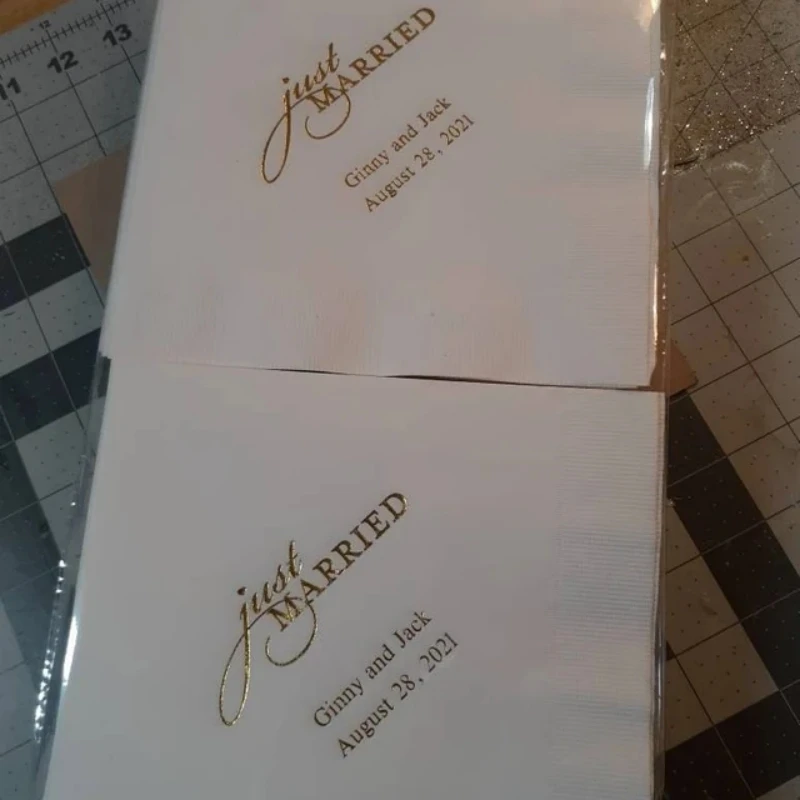 12
13
11
12
just
MARRIED
Ginny and Jack
August 28, 2021
just
MARRIED
Ginny and Jack
August 28, 2021